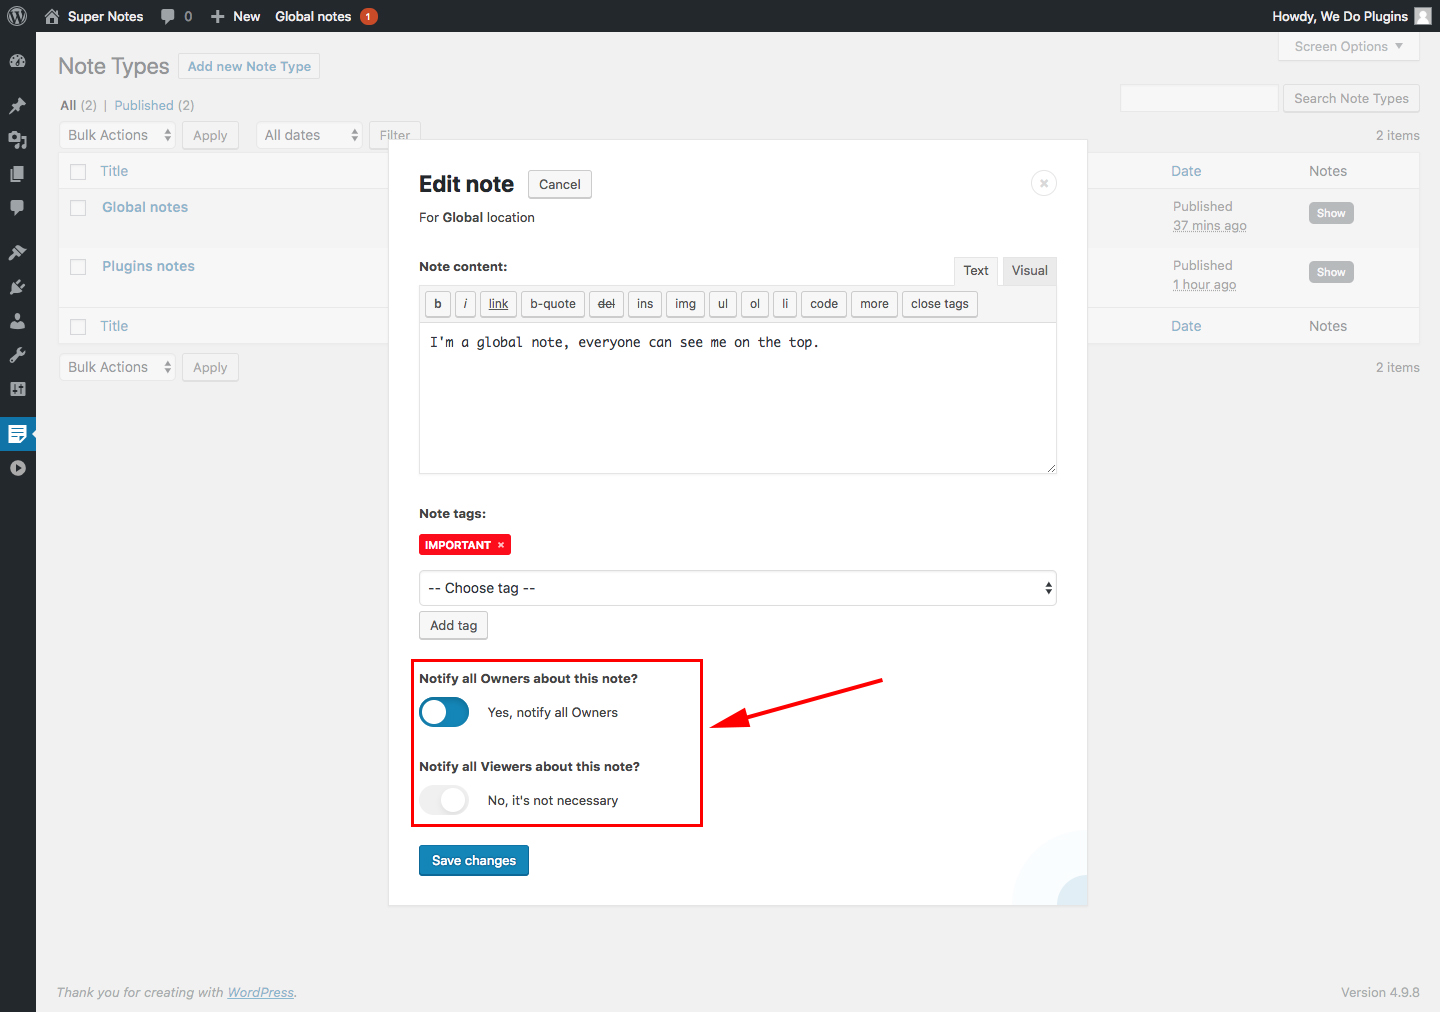 Super Notes 0 New Global notes 1 Howdy, We Do Plugins
Screen Options
Note Types Add new Note Type
All (2) | Published (2)
Search Note Types
Bulk Actions Apply All dates Filter 2 items
Title Date Notes
Global notes Published Show
37 mins ago
Plugins notes Published Show
1 hour ago
Title Date Notes
Bulk Actions Apply 2 items
Edit note Cancel
For Global location
Note content: Text Visual
b i link b-quote del ins img ul ol li code more close tags
I'm a global note, everyone can see me on the top.
Note tags:
IMPORTANT ×
-- Choose tag --
Add tag
Notify all Owners about this note?
Yes, notify all Owners
Notify all Viewers about this note?
No, it's not necessary
Save changes
Thank you for creating with WordPress. Version 4.9.8